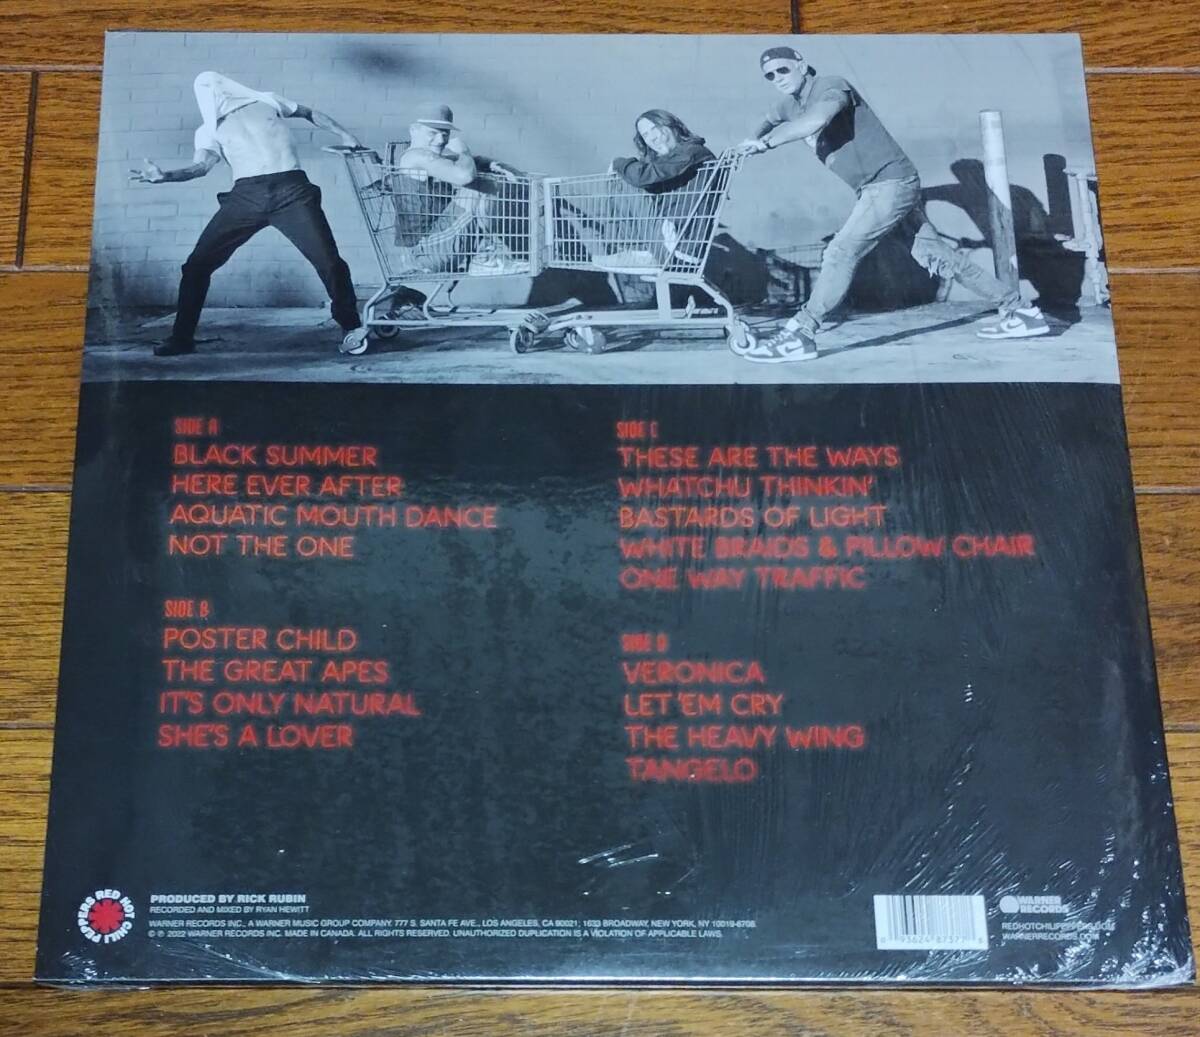 SIDE A
BLACK SUMMER
HERE EVER AFTER
AQUATIC MOUTH DANCE
NOT THE ONE
SIDE B
POSTER CHILD
THE GREAT APES
IT'S ONLY NATURAL
SHE'S A LOVER
SIDE C
THESE ARE THE WAYS
WHATCHU THINKIN'
BASTARDS OF LIGHT
WHITE BRAIDS & PILLOW CHAIR
ONE WAY TRAFFIC
SIDE D
VERONICA
LET 'EM CRY
THE HEAVY WING
TANGELO
RED HOT CHILI PEPPERS
PRODUCED BY RICK RUBIN
RECORDED AND MIXED BY RYAN HEWITT
WARNER RECORDS INC., A WARNER MUSIC GROUP COMPANY. 777 S. SANTA FE AVE., LOS ANGELES, CA 90021; 1633 BROADWAY, NEW YORK, NY 10019-6708.
© ℗ 2022 WARNER RECORDS INC. MADE IN CANADA. ALL RIGHTS RESERVED. UNAUTHORIZED DUPLICATION IS A VIOLATION OF APPLICABLE LAWS.
WARNER
RECORDS
REDHOTCHILIPEPPERS.COM
WARNERRECORDS.COM